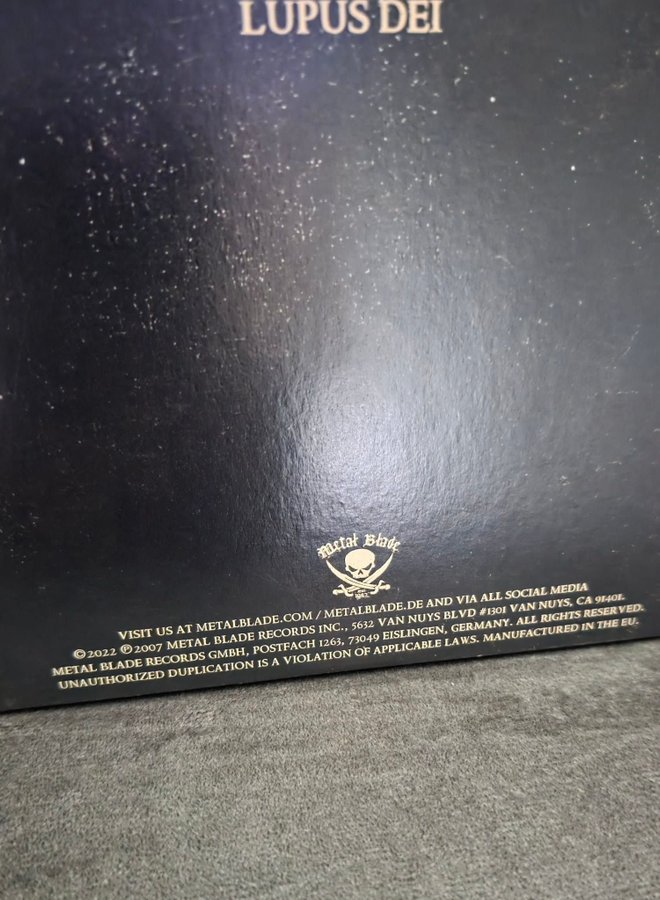 LUPUS DEI
Metal Blade
VISIT US AT METALBLADE.COM / METALBLADE.DE AND VIA ALL SOCIAL MEDIA
©2022 ℗2007 METAL BLADE RECORDS INC., 5632 VAN NUYS BLVD #1301 VAN NUYS, CA 91401.
METAL BLADE RECORDS GMBH, POSTFACH 1263, 73049 EISLINGEN, GERMANY. ALL RIGHTS RESERVED.
UNAUTHORIZED DUPLICATION IS A VIOLATION OF APPLICABLE LAWS. MANUFACTURED IN THE EU.